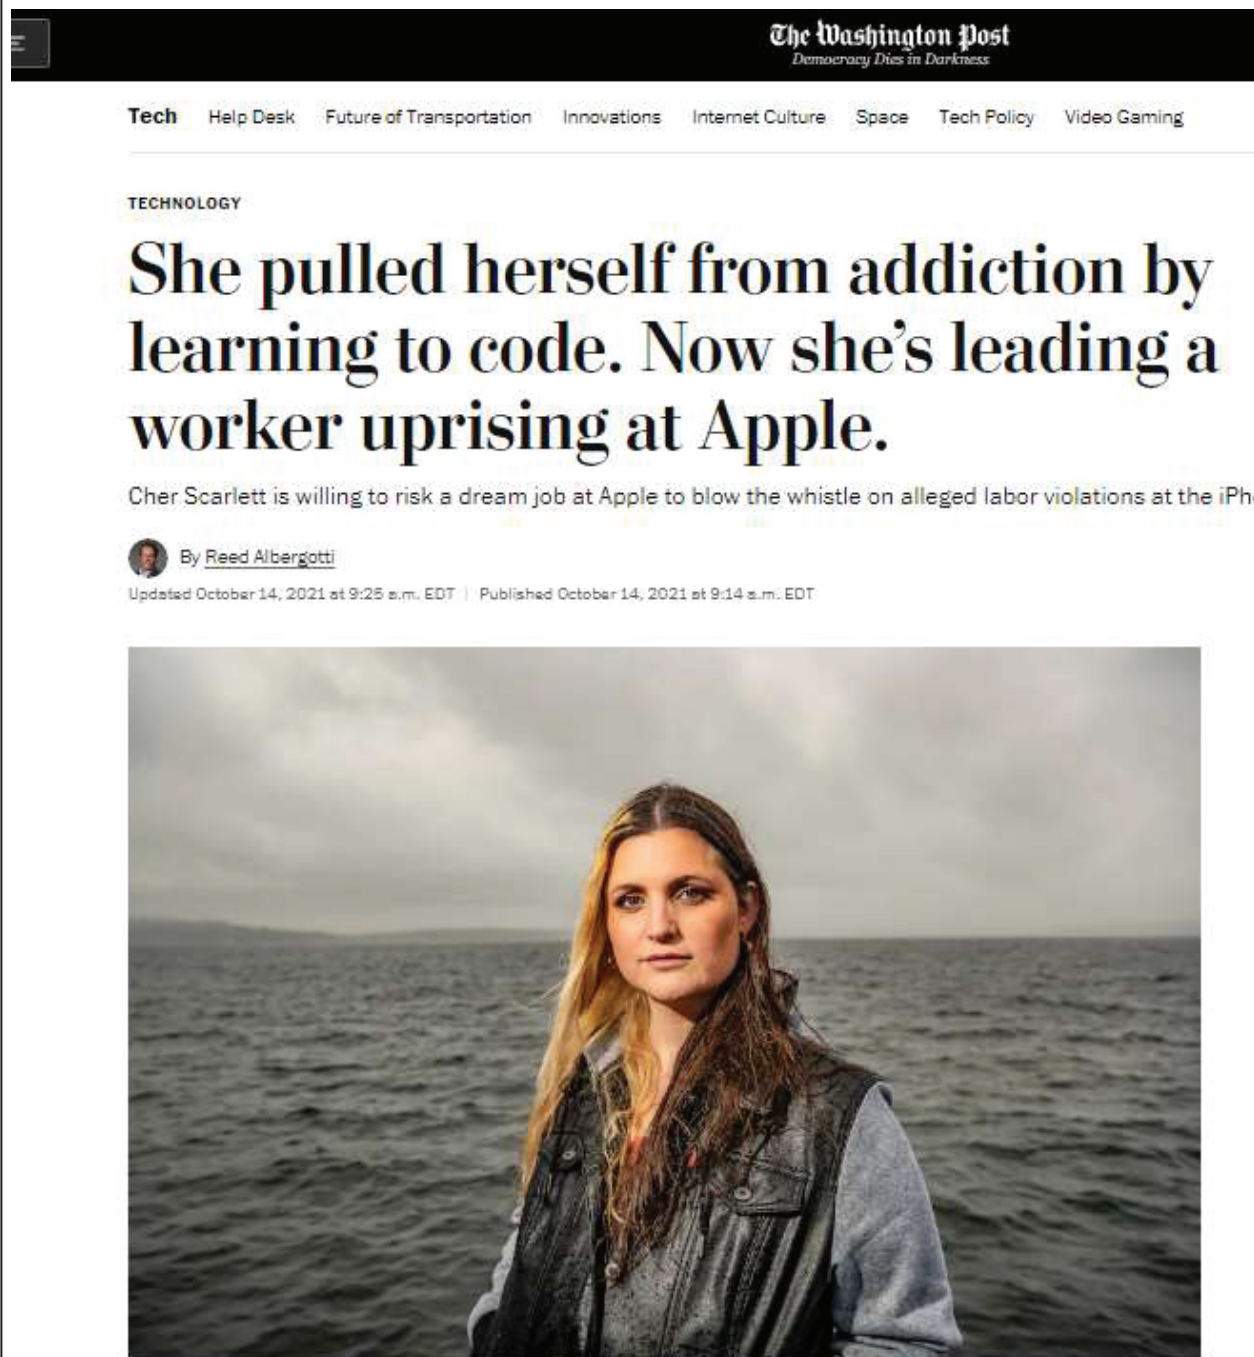 The Washington Post
Democracy Dies in Darkness
Tech Help Desk Future of Transportation Innovations Internet Culture Space Tech Policy Video Gaming
TECHNOLOGY
She pulled herself from addiction by
learning to code. Now she's leading a
worker uprising at Apple.
Cher Scarlett is willing to risk a dream job at Apple to blow the whistle on alleged labor violations at the
By Reed Albergotti
Updated October 14, 2021 at 9:25 a.m. EDT | Published October 14, 2021 at 9:14 a.m. EDT